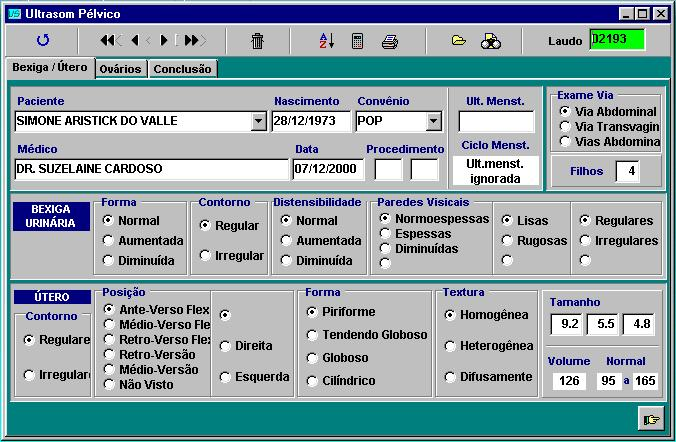 US Ultrasom Pélvico
A Z
Laudo 02193
Bexiga / Útero Ovários Conclusão
Paciente Nascimento Convênio Ult. Menst. Exame Via
SIMONE ARISTICK DO VALLE 28/12/1973 POP Via Abdominal
Via Transvagin
Médico Data Procedimento Ciclo Menst. Vias Abdomina
DR. SUZELAINE CARDOSO 07/12/2000 Ult.menst. ignorada Filhos 4
BEXIGA URINÁRIA
Forma
Normal
Aumentada
Diminuída
Contorno
Regular
Irregular
Distensibilidade
Normal
Aumentada
Diminuída
Paredes Visicais
Normoespessas
Espessas
Diminuídas
Lisas
Rugosas
Regulares
Irregulares
ÚTERO
Contorno
Regulare
Irregular
Posição
Ante-Verso Flex
Médio-Verso Fle
Retro-Verso Flex
Retro-Versão
Médio-Versão
Não Visto
Direita
Esquerda
Forma
Piriforme
Tendendo Globoso
Globoso
Cilíndrico
Textura
Homogénea
Heterogénea
Difusamente
Tamanho
9.2 5.5 4.8
Volume Normal
126 95 a 165